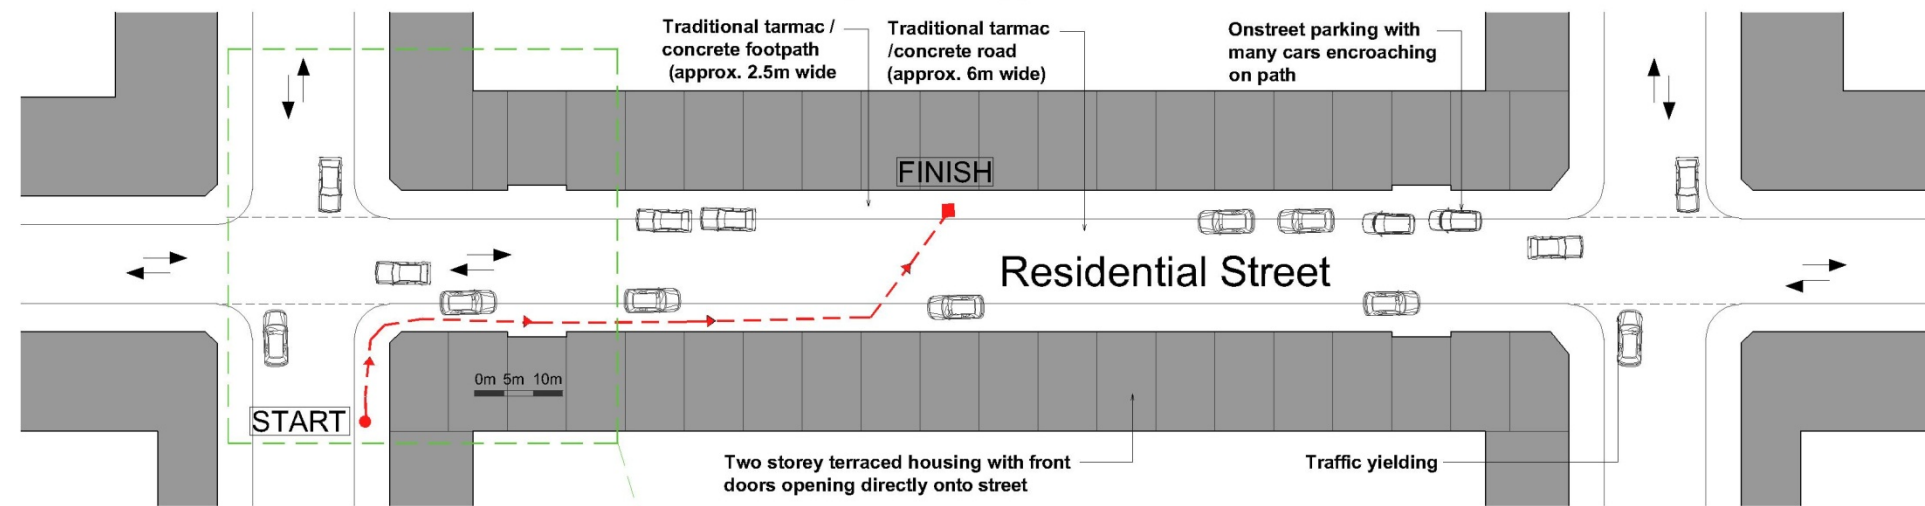 Traditional tarmac /
concrete footpath
(approx. 2.5m wide
Traditional tarmac
/concrete road
(approx. 6m wide)
Onstreet parking with
many cars encroaching
on path
FINISH
Residential Street
0m 5m 10m
START
Two storey terraced housing with front
doors opening directly onto street
Traffic yielding